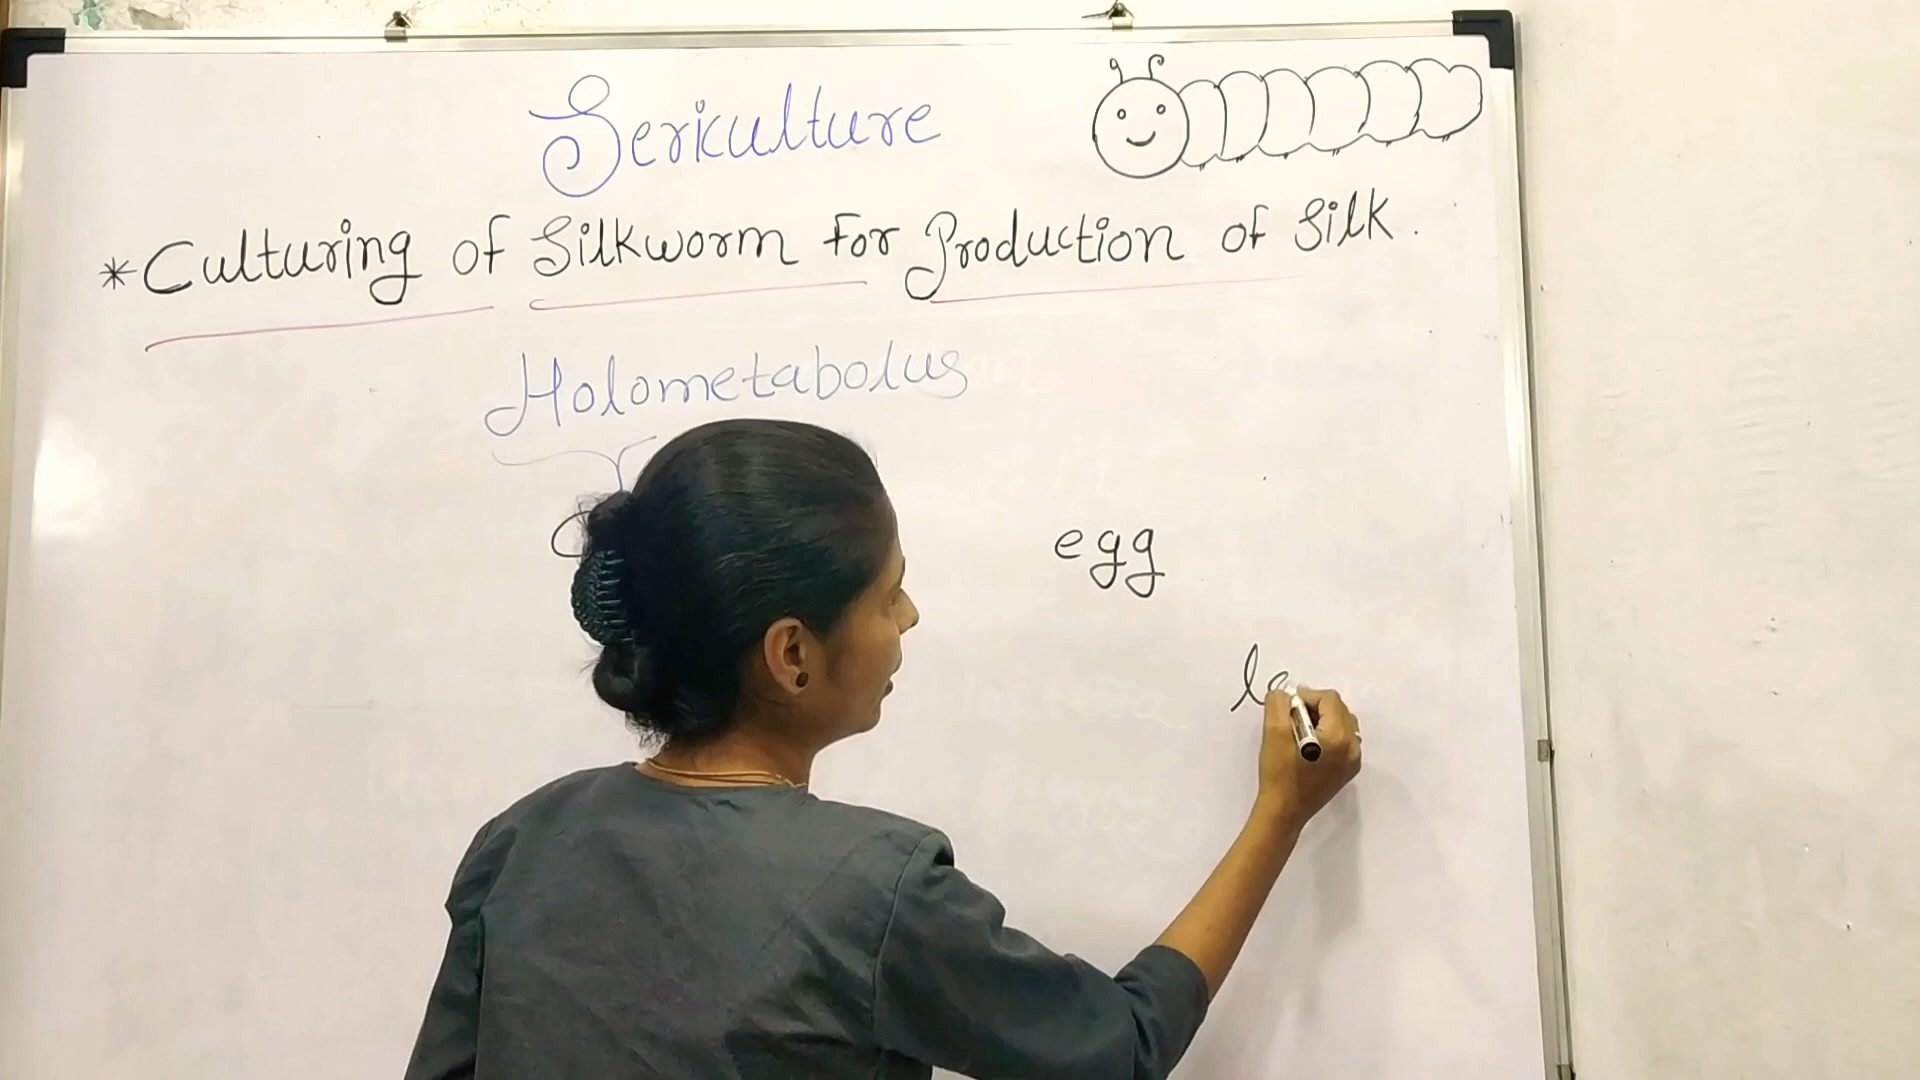 Sericulture
*Culturing of Silkworm For Production of Silk.
Holometabolus
egg
la